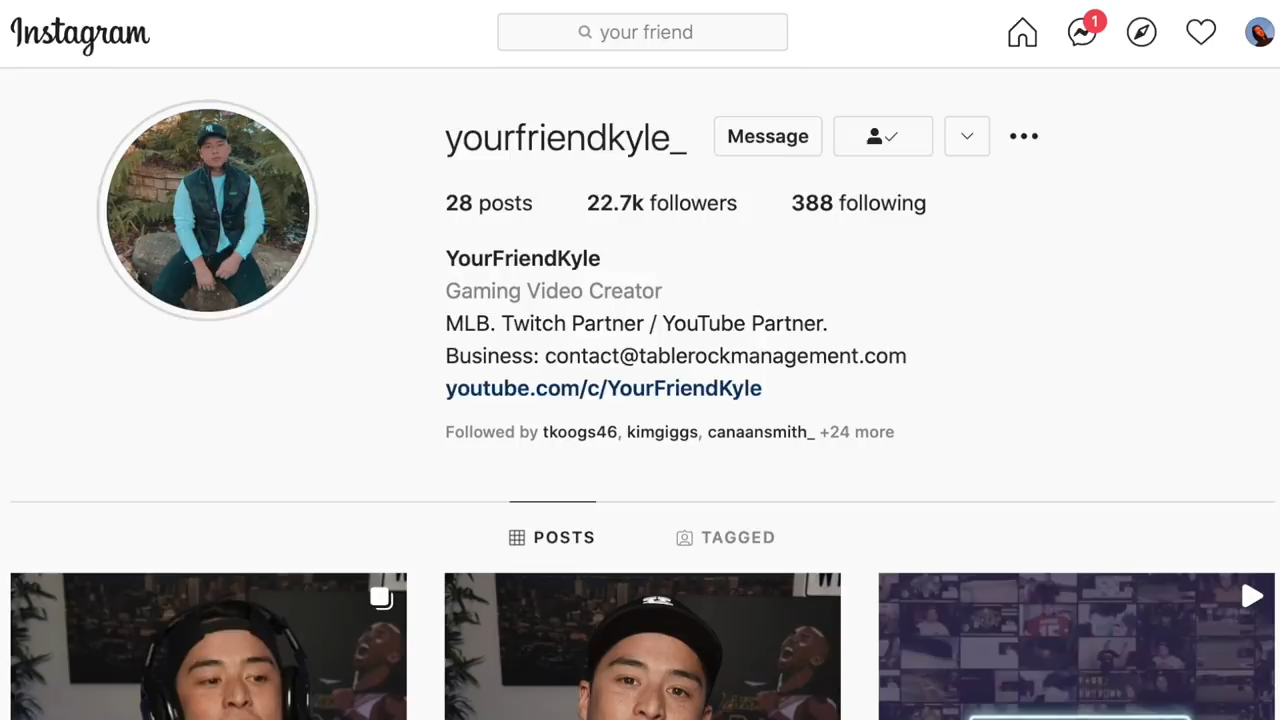 Instagram
your friend
1
yourfriendkyle_
Message
28 posts
22.7k followers
388 following
YourFriendKyle
Gaming Video Creator
MLB. Twitch Partner / YouTube Partner.
Business: contact@tablerockmanagement.com
youtube.com/c/YourFriendKyle
Followed by tkoogs46, kimgiggs, canaansmith_ +24 more
POSTS
TAGGED